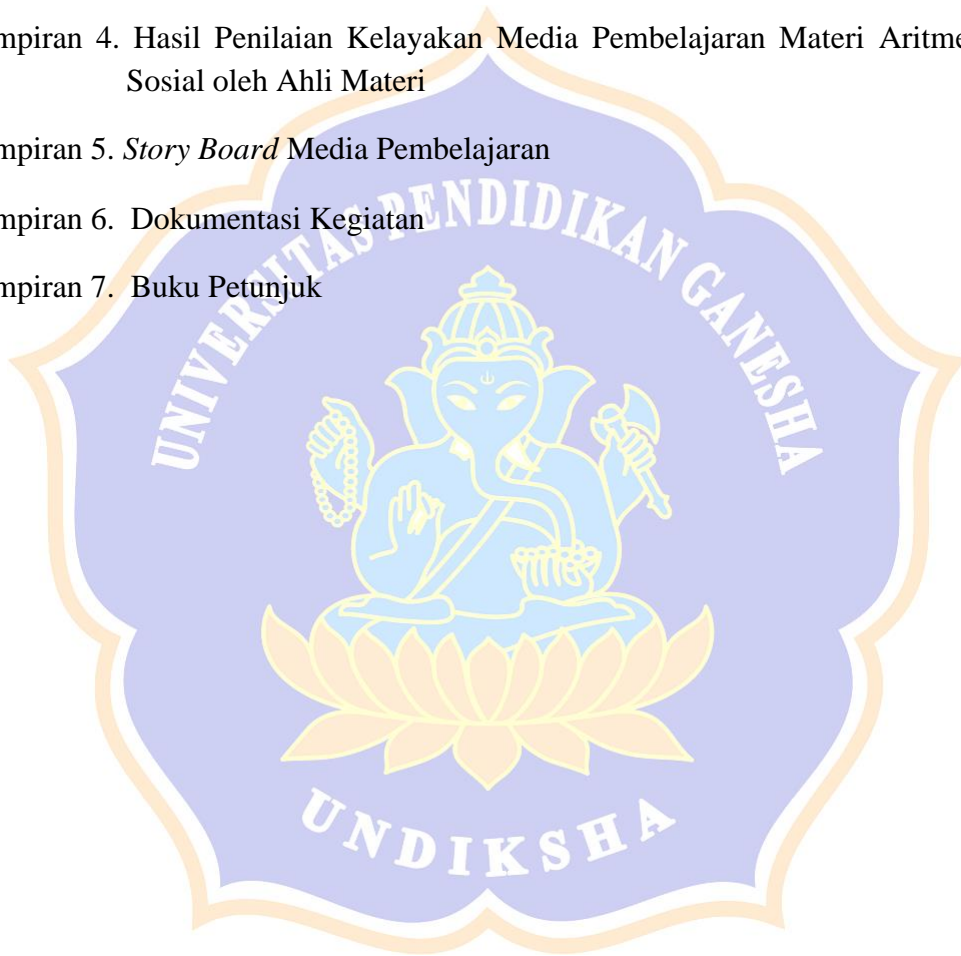 mpiran 4. Hasil Penilaian Kelayakan Media Pembelajaran Materi Aritme
Sosial oleh Ahli Materi
mpiran 5. Story Board Media Pembelajaran
mpiran 6. Dokumentasi Kegiatan
mpiran 7. Buku Petunjuk
UNIVERSITAS PENDIDIKAN GANESHA
UNDIKSHA